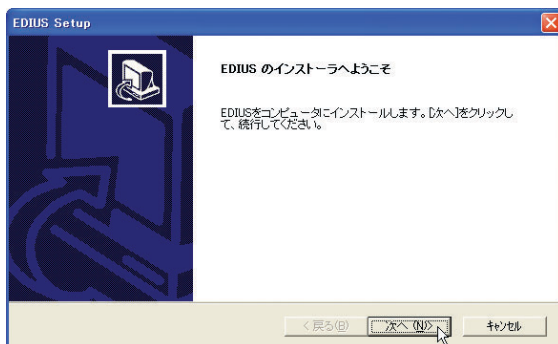 EDIUS Setup
EDIUS のインストーラへようこそ
EDIUSをコンピュータにインストールします。[次へ]をクリックし
て、続行してください。
< 戻る(B)
次へ (N)>
キャンセル